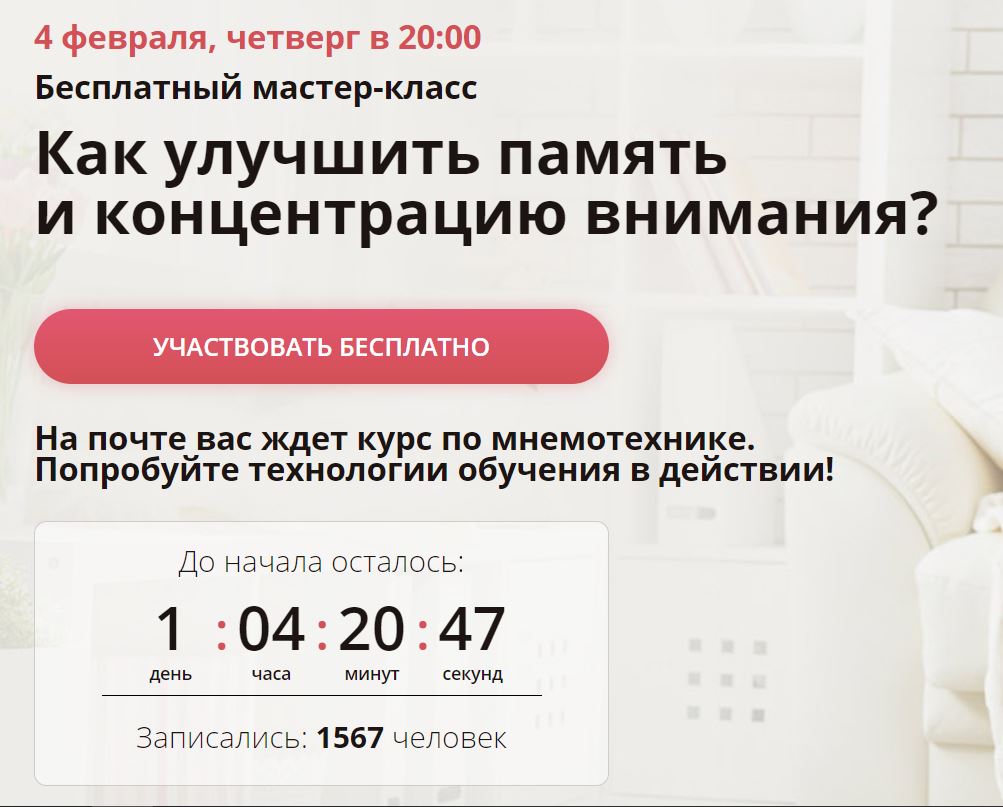 4 февраля, четверг в 20:00
Бесплатный мастер-класс
Как улучшить память
и концентрацию внимания?
УЧАСТВОВАТЬ БЕСПЛАТНО
На почте вас ждет курс по мнемотехнике.
Попробуйте технологии обучения в действии!
До начала осталось:
1 : 04 : 20 : 47
день часа минут секунд
Записались: 1567 человек